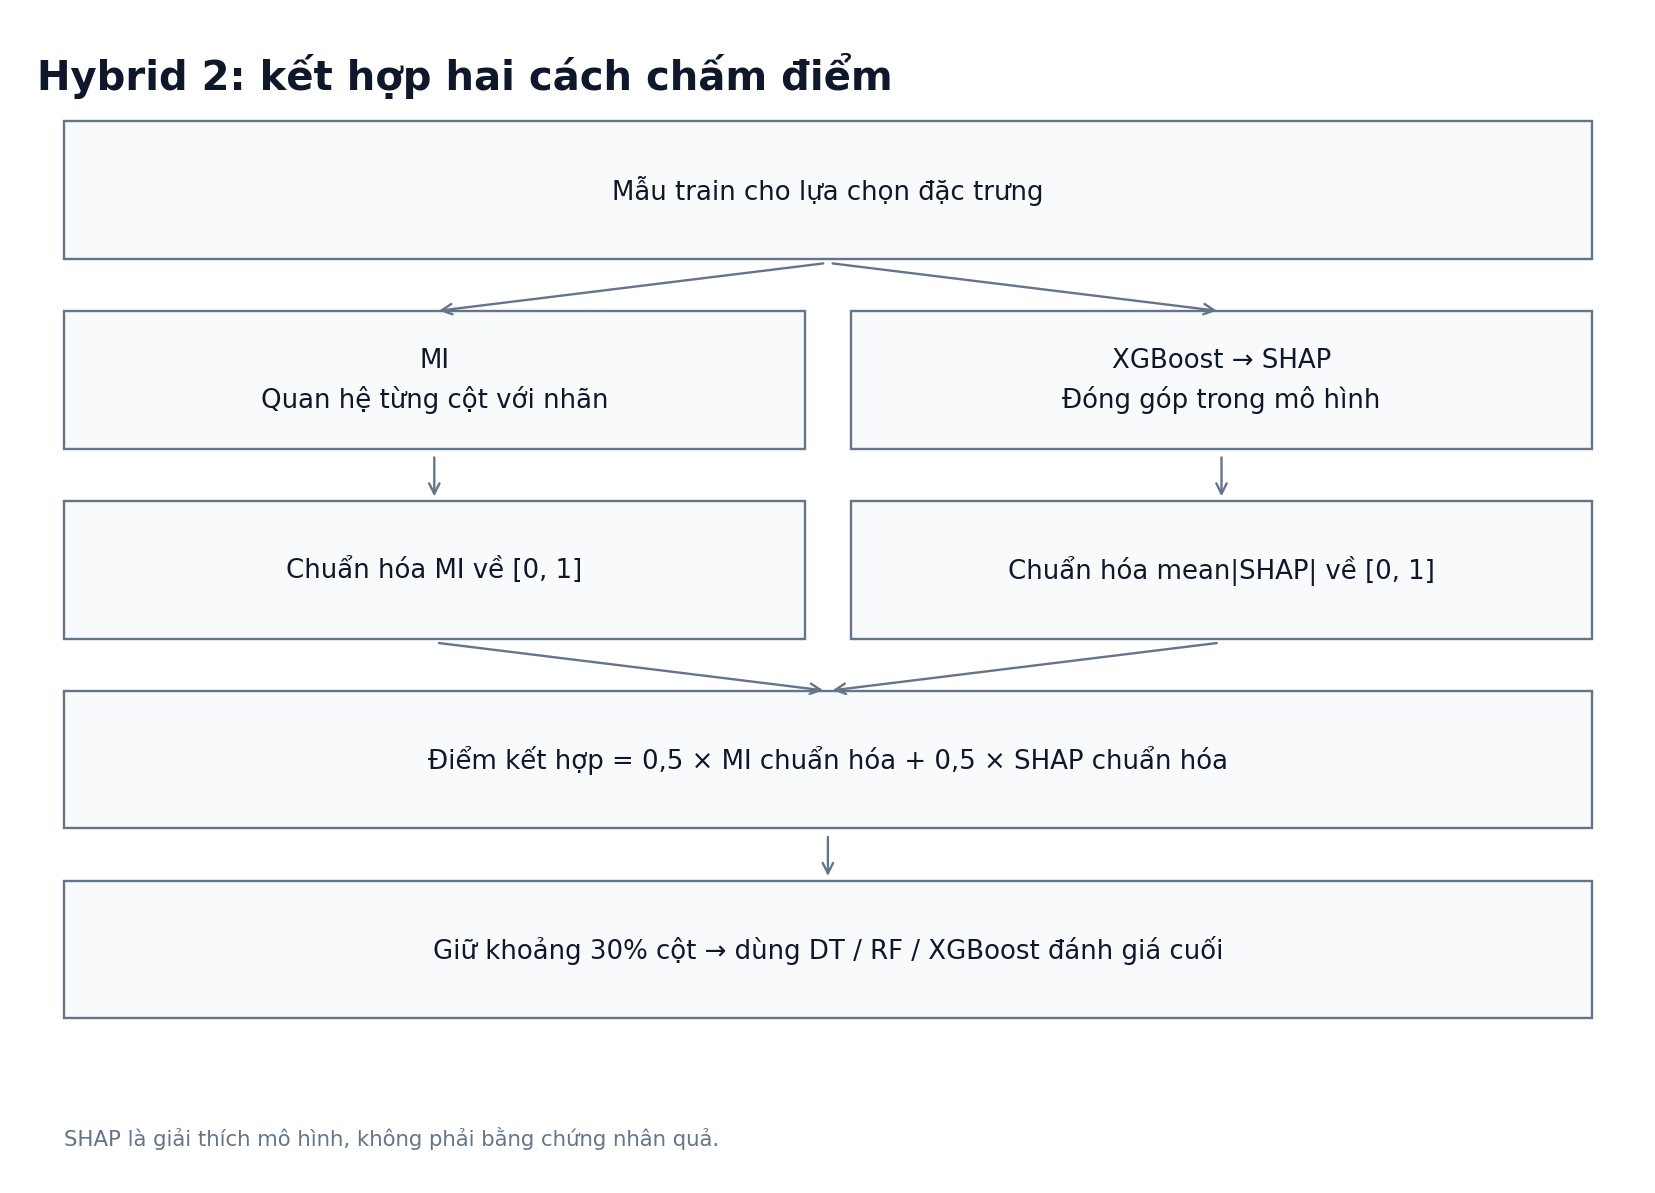 Hybrid 2: kết hợp hai cách chấm điểm
Mẫu train cho lựa chọn đặc trưng
MI
Quan hệ từng cột với nhãn
XGBoost → SHAP
Đóng góp trong mô hình
Chuẩn hóa MI về [0, 1]
Chuẩn hóa mean|SHAP| về [0, 1]
Điểm kết hợp = 0,5 × MI chuẩn hóa + 0,5 × SHAP chuẩn hóa
Giữ khoảng 30% cột → dùng DT / RF / XGBoost đánh giá cuối
SHAP là giải thích mô hình, không phải bằng chứng nhân quả.